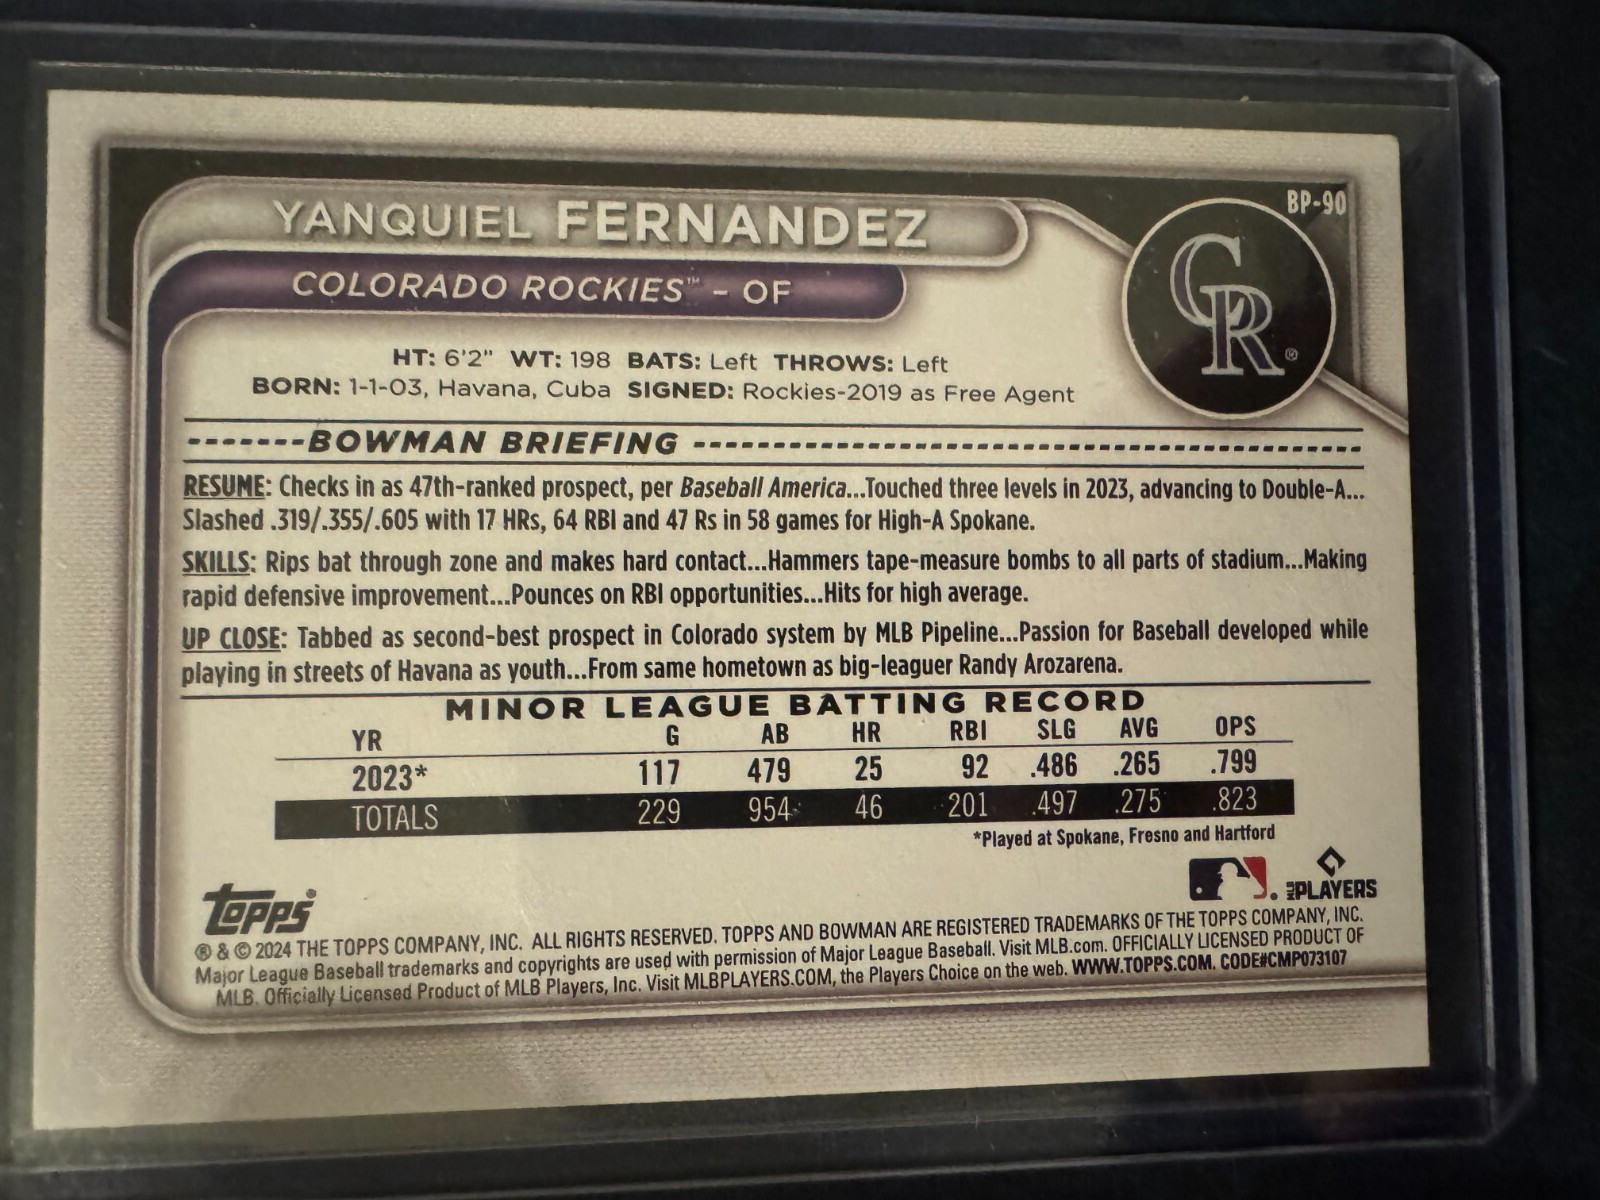 BP-90
YANQUIEL FERNANDEZ
COLORADO ROCKIES™ - OF
CR®
HT: 6'2" WT: 198 BATS: Left THROWS: Left
BORN: 1-1-03, Havana, Cuba SIGNED: Rockies-2019 as Free Agent
-------BOWMAN BRIEFING --------------------------------------------------
RESUME: Checks in as 47th-ranked prospect, per Baseball America...Touched three levels in 2023, advancing to Double-A...
Slashed .319/.355/.605 with 17 HRs, 64 RBI and 47 Rs in 58 games for High-A Spokane.
SKILLS: Rips bat through zone and makes hard contact...Hammers tape-measure bombs to all parts of stadium...Making
rapid defensive improvement...Pounces on RBI opportunities...Hits for high average.
UP CLOSE: Tabbed as second-best prospect in Colorado system by MLB Pipeline...Passion for Baseball developed while
playing in streets of Havana as youth...From same hometown as big-leaguer Randy Arozarena.
MINOR LEAGUE BATTING RECORD
YR G AB HR RBI SLG AVG OPS
2023* 117 479 25 92 .486 .265 .799
TOTALS 229 954 46 201 .497 .275 .823
*Played at Spokane, Fresno and Hartford
Topps®
MLB PLAYERS
® & © 2024 THE TOPPS COMPANY, INC. ALL RIGHTS RESERVED. TOPPS AND BOWMAN ARE REGISTERED TRADEMARKS OF THE TOPPS COMPANY, INC.
Major League Baseball trademarks and copyrights are used with permission of Major League Baseball. Visit MLB.com. OFFICIALLY LICENSED PRODUCT OF
MLB. Officially Licensed Product of MLB Players, Inc. Visit MLBPLAYERS.COM, the Players Choice on the web. WWW.TOPPS.COM. CODE#CMP073107